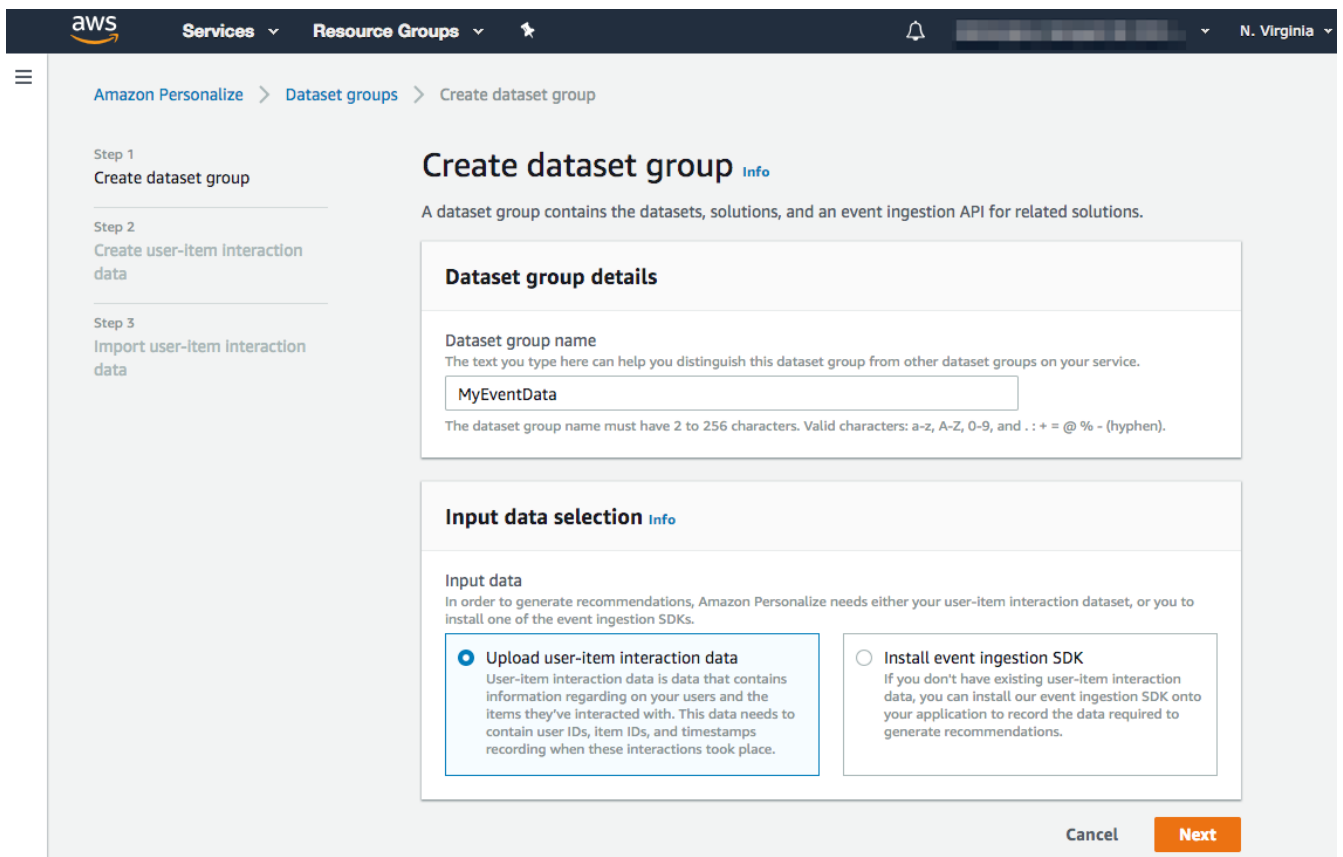 aws Services Resource Groups N. Virginia
Amazon Personalize > Dataset groups > Create dataset group
Step 1
Create dataset group
Step 2
Create user-item interaction
data
Step 3
Import user-item interaction
data
Create dataset group Info
A dataset group contains the datasets, solutions, and an event ingestion API for related solutions.
Dataset group details
Dataset group name
The text you type here can help you distinguish this dataset group from other dataset groups on your service.
MyEventData
The dataset group name must have 2 to 256 characters. Valid characters: a-z, A-Z, 0-9, and . : + = @ % - (hyphen).
Input data selection Info
Input data
In order to generate recommendations, Amazon Personalize needs either your user-item interaction dataset, or you to
install one of the event ingestion SDKs.
Upload user-item interaction data
User-item interaction data is data that contains
information regarding on your users and the
items they've interacted with. This data needs to
contain user IDs, item IDs, and timestamps
recording when these interactions took place.
Install event ingestion SDK
If you don't have existing user-item interaction
data, you can install our event ingestion SDK onto
your application to record the data required to
generate recommendations.
Cancel Next